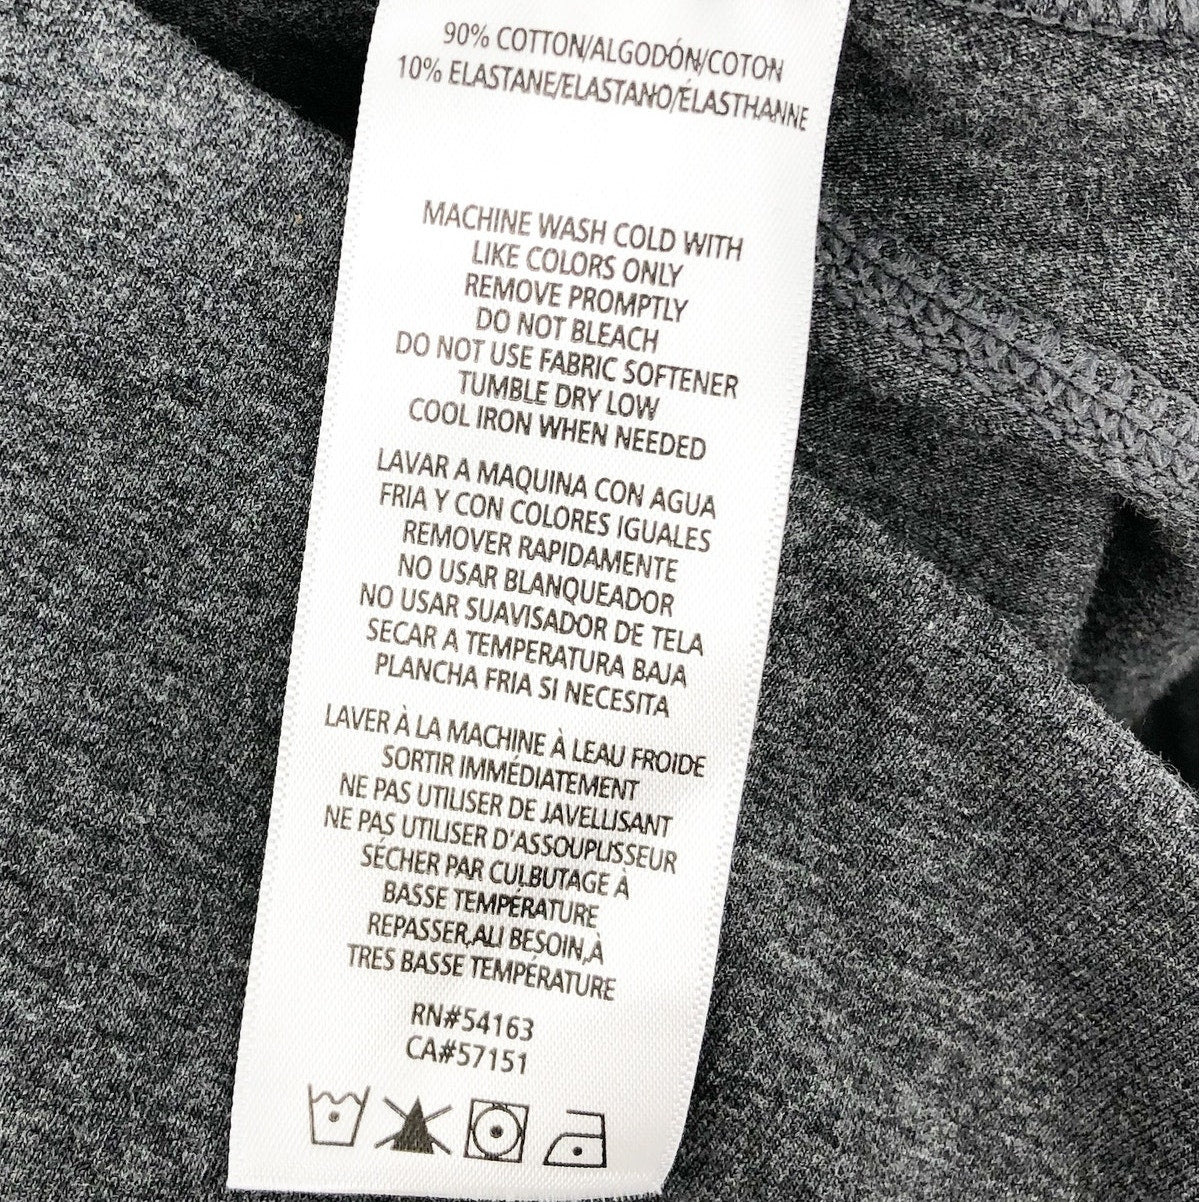 90% COTTON/ALGODÓN/COTON
10% ELASTANE/ELASTANO/ÉLASTHANNE
MACHINE WASH COLD WITH
LIKE COLORS ONLY
REMOVE PROMPTLY
DO NOT BLEACH
DO NOT USE FABRIC SOFTENER
TUMBLE DRY LOW
COOL IRON WHEN NEEDED
LAVAR A MAQUINA CON AGUA
FRIA Y CON COLORES IGUALES
REMOVER RAPIDAMENTE
NO USAR BLANQUEADOR
NO USAR SUAVISADOR DE TELA
SECAR A TEMPERATURA BAJA
PLANCHA FRIA SI NECESITA
LAVER À LA MACHINE À LEAU FROIDE
SORTIR IMMÉDIATEMENT
NE PAS UTILISER DE JAVELLISANT
NE PAS UTILISER D'ASSOUPLISSEUR
SÉCHER PAR CULBUTAGE À
BASSE TEMPÉRATURE
REPASSER,ALI BESOIN,À
TRES BASSE TEMPÉRATURE
RN#54163
CA#57151